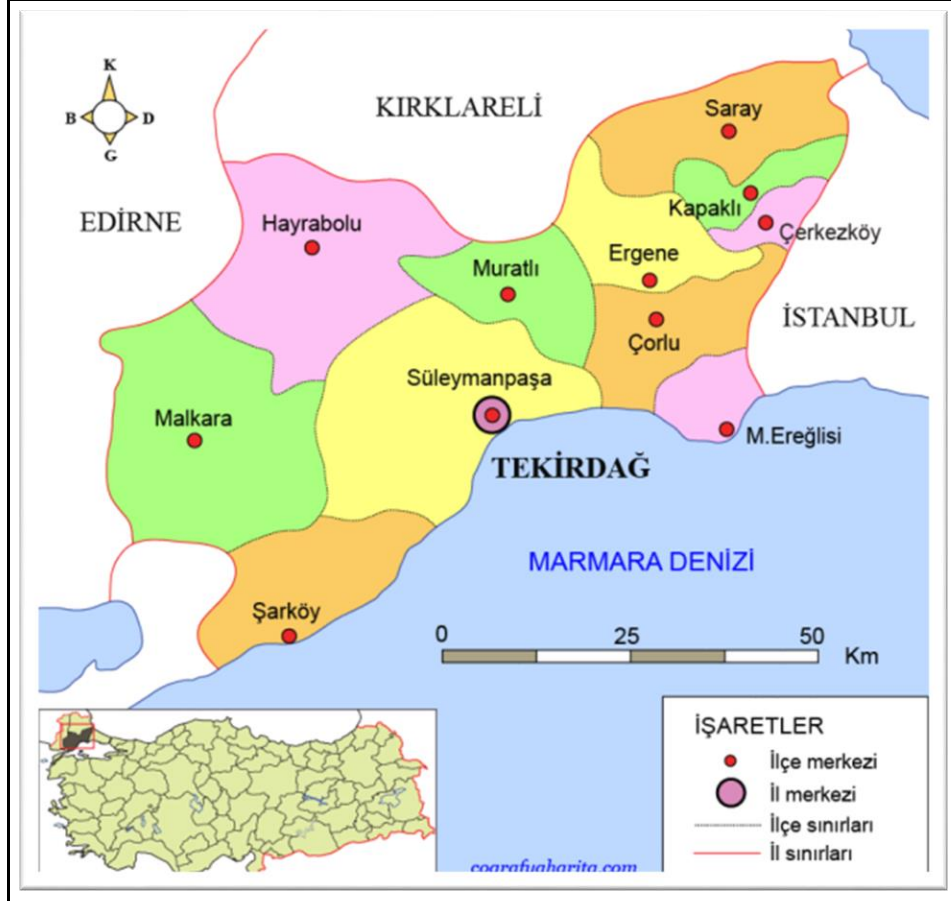 K
B D
G
KIRKLARELİ
EDİRNE
İSTANBUL
Saray
Kapaklı
Çerkezköy
Hayrabolu
Ergene
Muratlı
Çorlu
Süleymanpaşa
Malkara
M.Ereğlisi
TEKİRDAĞ
MARMARA DENİZİ
Şarköy
0 25 50 Km
İŞARETLER
İlçe merkezi
İl merkezi
İlçe sınırları
İl sınırları
cografyaharita.com